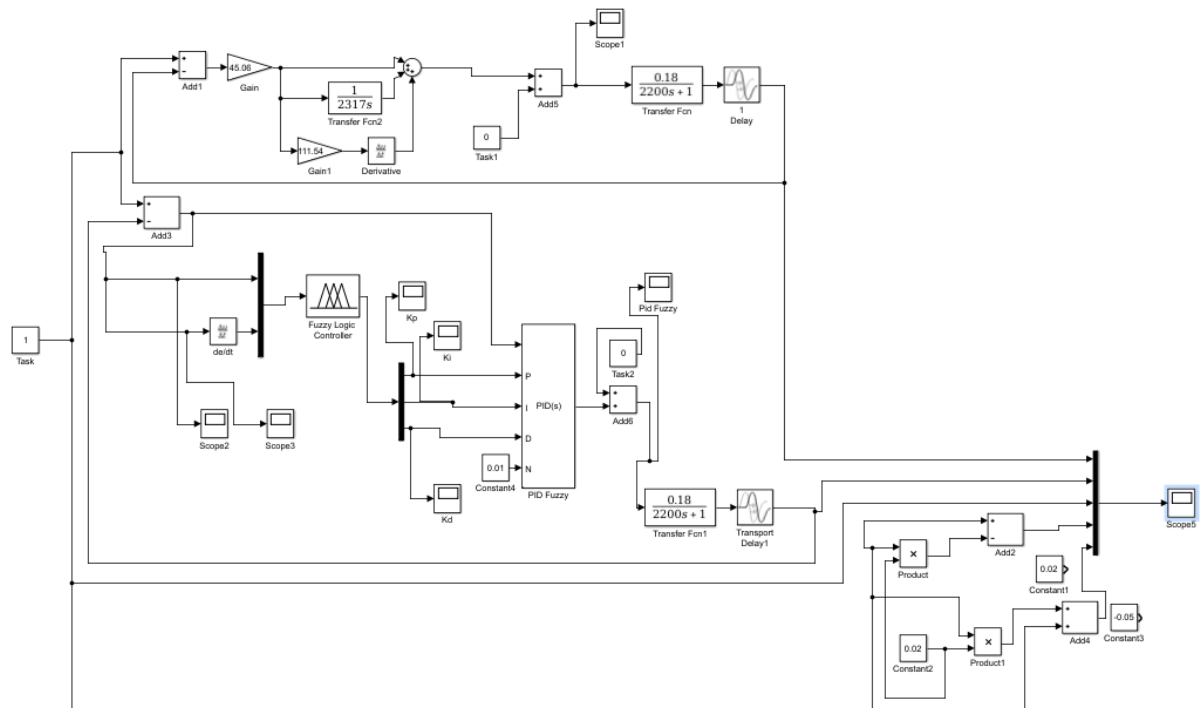 Scope1
+
-
Add1
45.06
Gain
1
2317s
Transfer Fcn2
111.54
Gain1
du/dt
Derivative
+
+
+
+
+
Add5
0
Task1
0.18
2200s + 1
Transfer Fcn
1
Delay
+
-
Add3
1
Task
du/dt
de/dt
Fuzzy Logic
Controller
Kp
Ki
Kd
Scope2
Scope3
P
I
D
N
PID(s)
PID Fuzzy
0.01
Constant4
Pid Fuzzy
0
Task2
+
+
Add6
0.18
2200s + 1
Transfer Fcn1
Transport
Delay1
Scope5
+
-
Add2
×
Product
0.02
Constant1
+
+
Add4
-0.05
Constant3
×
Product1
0.02
Constant2